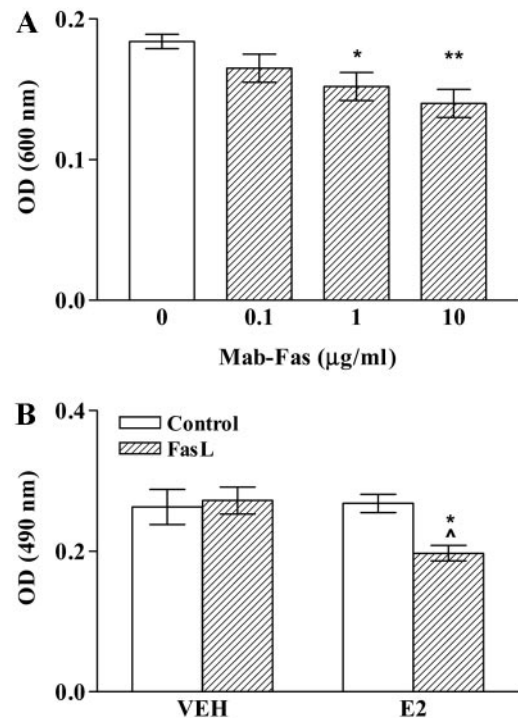 A
0.2
*
**
0.1
OD (600 nm)
0.0
0 0.1 1 10
Mab-Fas (μg/ml)
B
0.4
Control
FasL
*
^
0.2
OD (490 nm)
0.0
VEH E2